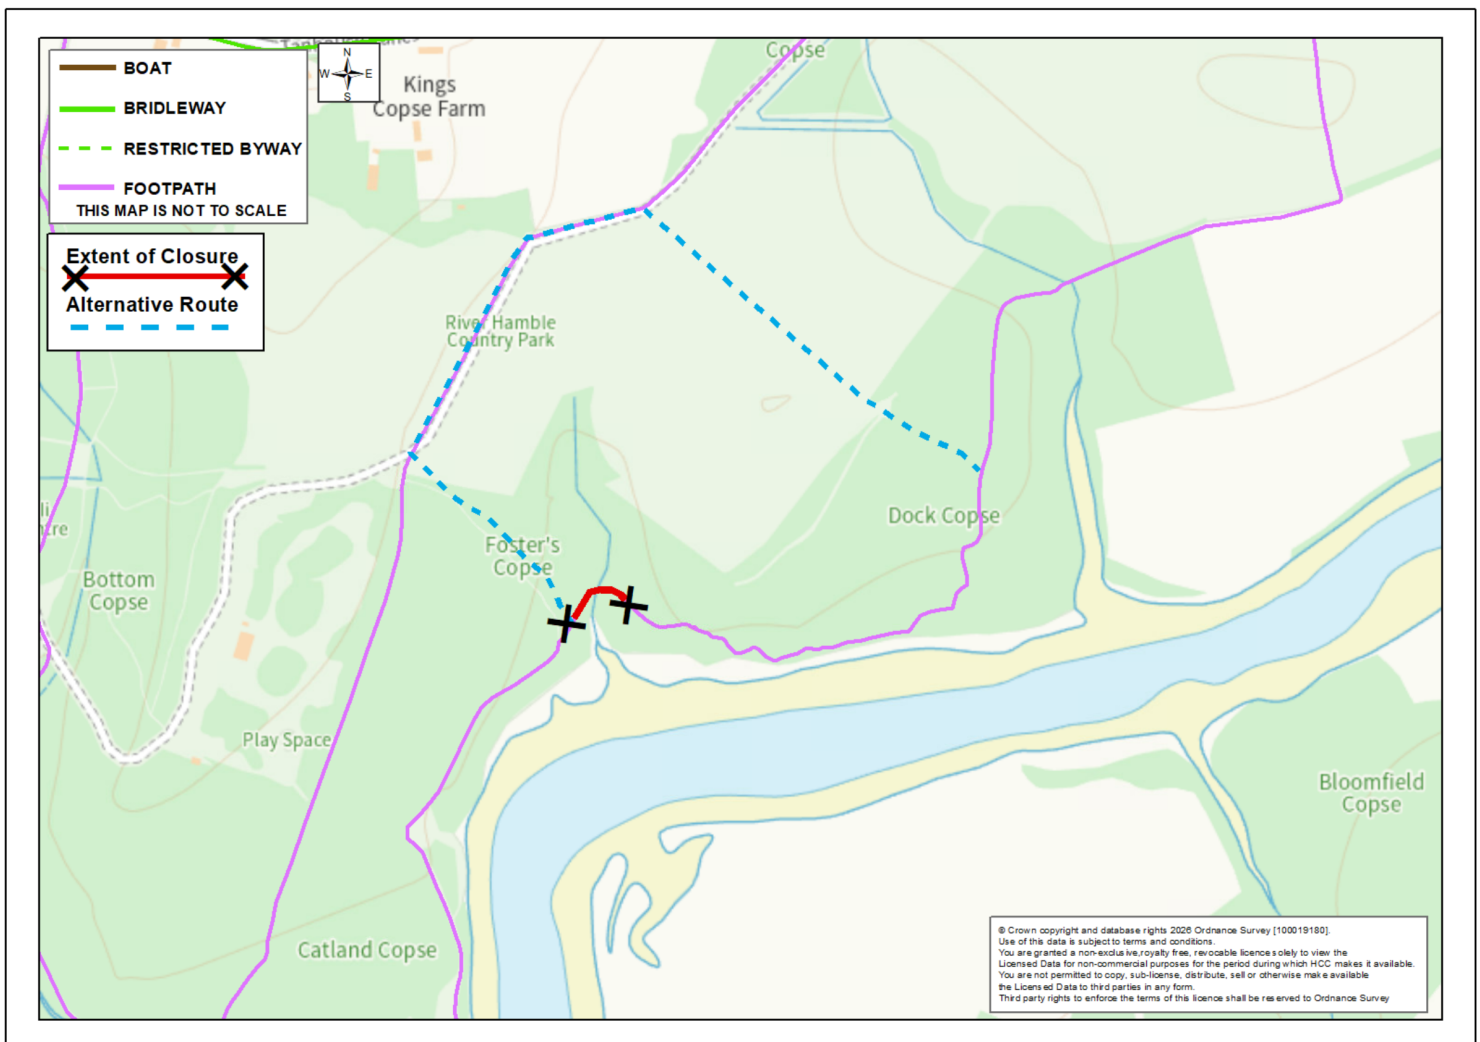 Copse
BOAT
BRIDLEWAY
RESTRICTED BYWAY
FOOTPATH
THIS MAP IS NOT TO SCALE
N
W
E
S
Kings
Copse Farm
Extent of Closure
Alternative Route
River Hamble
Country Park
Dock Copse
Foster's
Copse
Bottom
Copse
Play Space
Bloomfield
Copse
Catland Copse
© Crown copyright and database rights 2026 Ordnance Survey [100019180].
Use of this data is subject to terms and conditions.
You are granted a non-exclusive,royalty free, revocable licence solely to view the
Licensed Data for non-commercial purposes for the period during which HCC makes it available.
You are not permitted to copy, sub-license, distribute, sell or otherwise make available
the Licensed Data to third parties in any form.
Third party rights to enforce the terms of this licence shall be reserved to Ordnance Survey